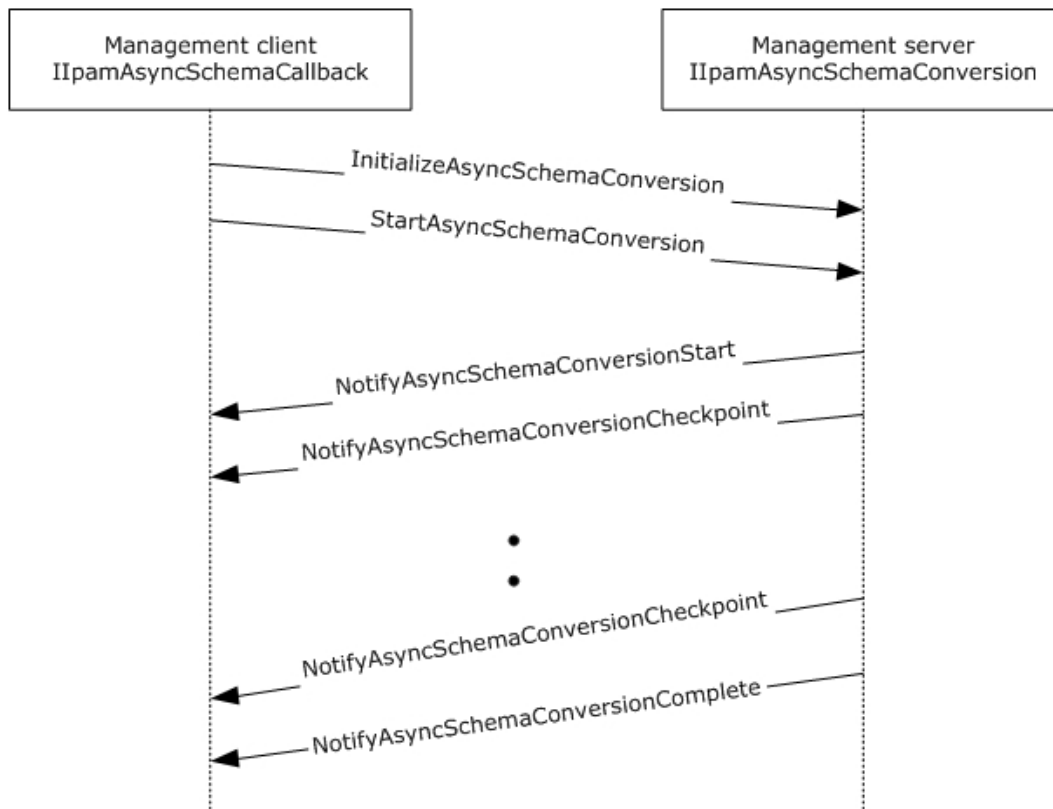 Management client
IIpamAsyncSchemaCallback
Management server
IIpamAsyncSchemaConversion
InitializeAsyncSchemaConversion
StartAsyncSchemaConversion
NotifyAsyncSchemaConversionStart
NotifyAsyncSchemaConversionCheckpoint
NotifyAsyncSchemaConversionCheckpoint
NotifyAsyncSchemaConversionComplete